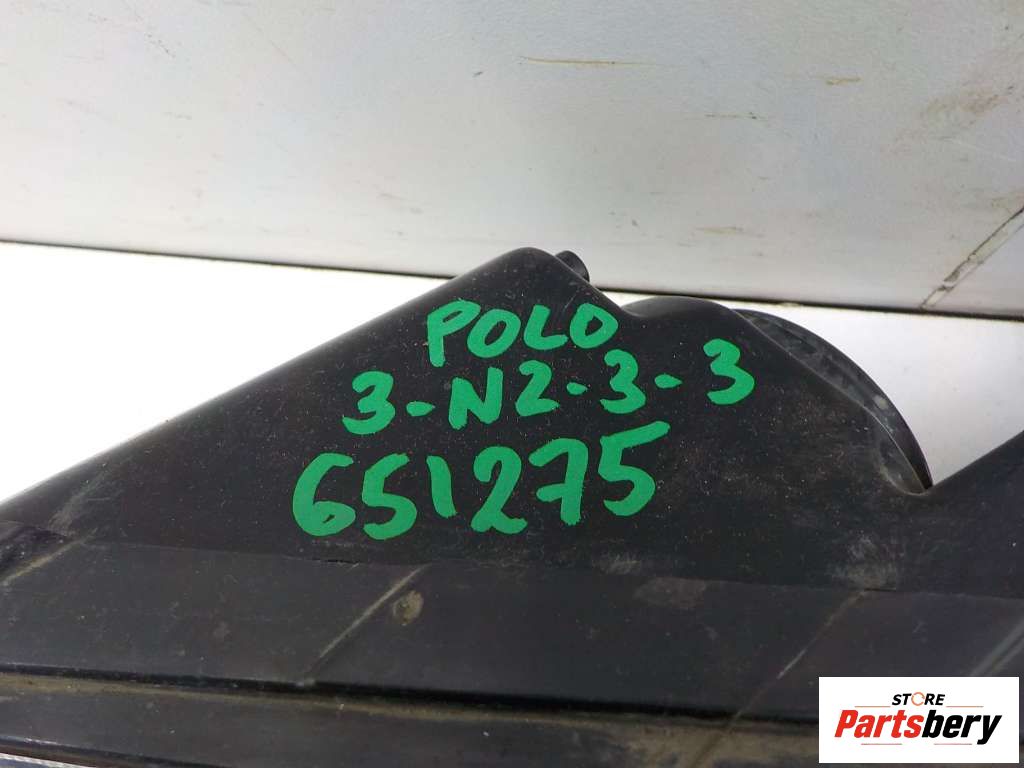 POLO
3-N2-3-3
651275
STORE
Partsbery